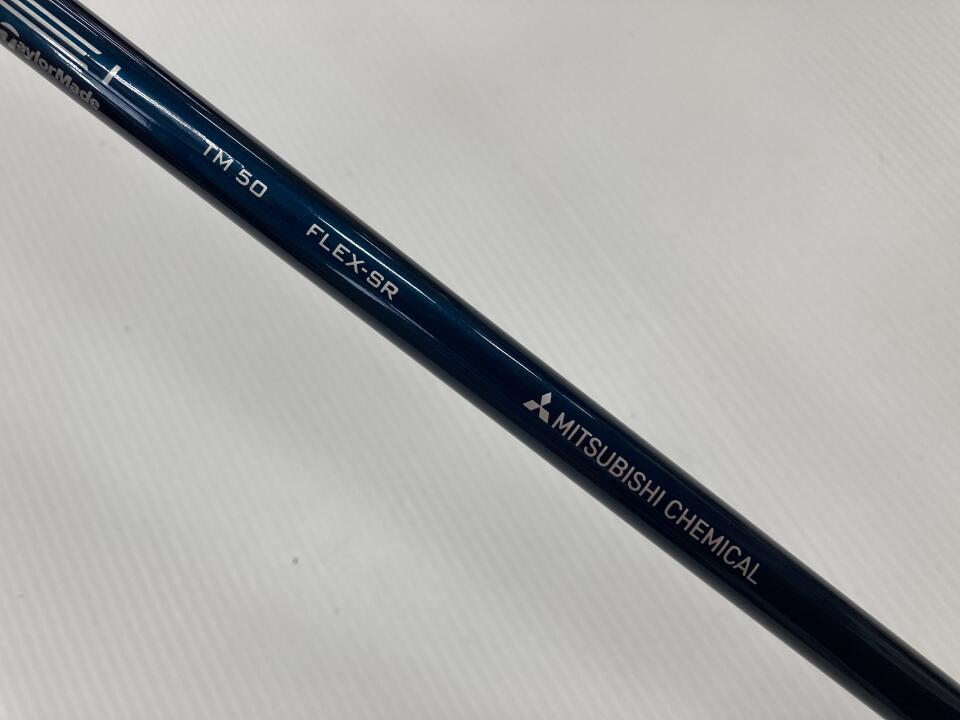 TaylorMade
TM 50
FLEX-SR
MITSUBISHI CHEMICAL